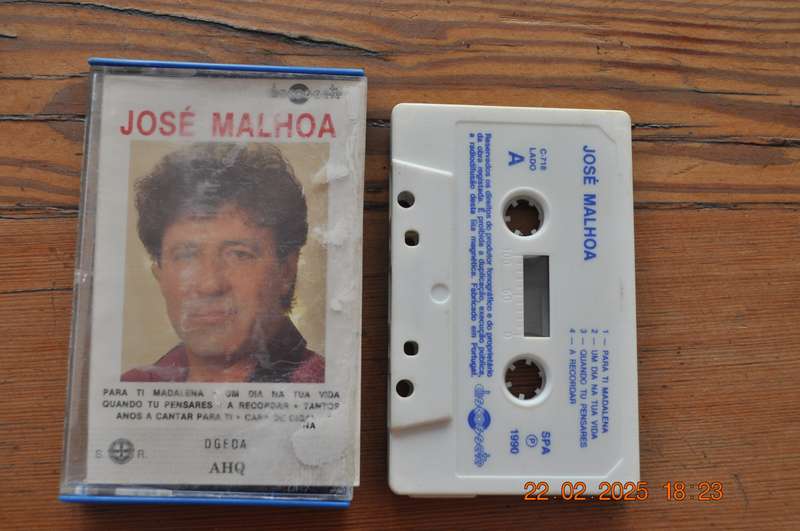 JOSÉ MALHOA
PARA TI MADALENA • UM DIA NA TUA VIDA
QUANDO TU PENSARES • A RECORDAR • TANTOS
ANOS A CANTAR PARA TI •
NA
S. R.
DGEDA
AHQ
JOSÉ MALHOA
1 - PARA TI MADALENA
2 - UM DIA NA TUA VIDA
3 - QUANDO TU PENSARES
4 - A RECORDAR
C-718
LADO
A
SPA
P
1990
Reservados os direitos do produtor fonográfico e do proprietário
da obra registada. É proibida a duplicação, execução pública,
e radiodifusão desta fita magnética. Fabricado em Portugal.
22.02.2025 18:23